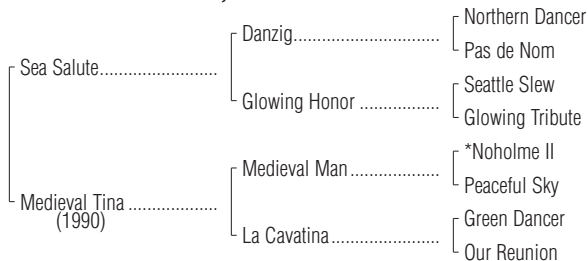 Northern Dancer
Danzig..................................
Pas de Nom
Sea Salute...........................
Seattle Slew
Glowing Honor ..................
Glowing Tribute
*Noholme II
Medieval Man .....................
Peaceful Sky
Medieval Tina ....................
(1990)
Green Dancer
La Cavatina.........................
Our Reunion